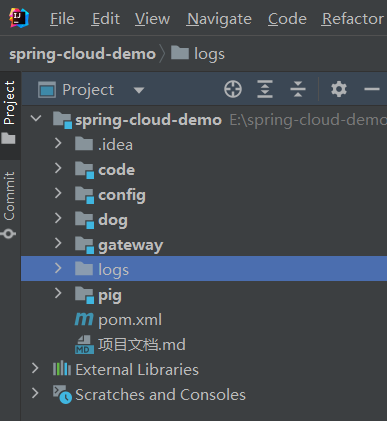 File Edit View Navigate Code Refactor
spring-cloud-demo logs
Project
Project
Commit
spring-cloud-demo E:\spring-cloud-demo
.idea
code
config
dog
gateway
logs
pig
pom.xml
项目文档.md
External Libraries
Scratches and Consoles